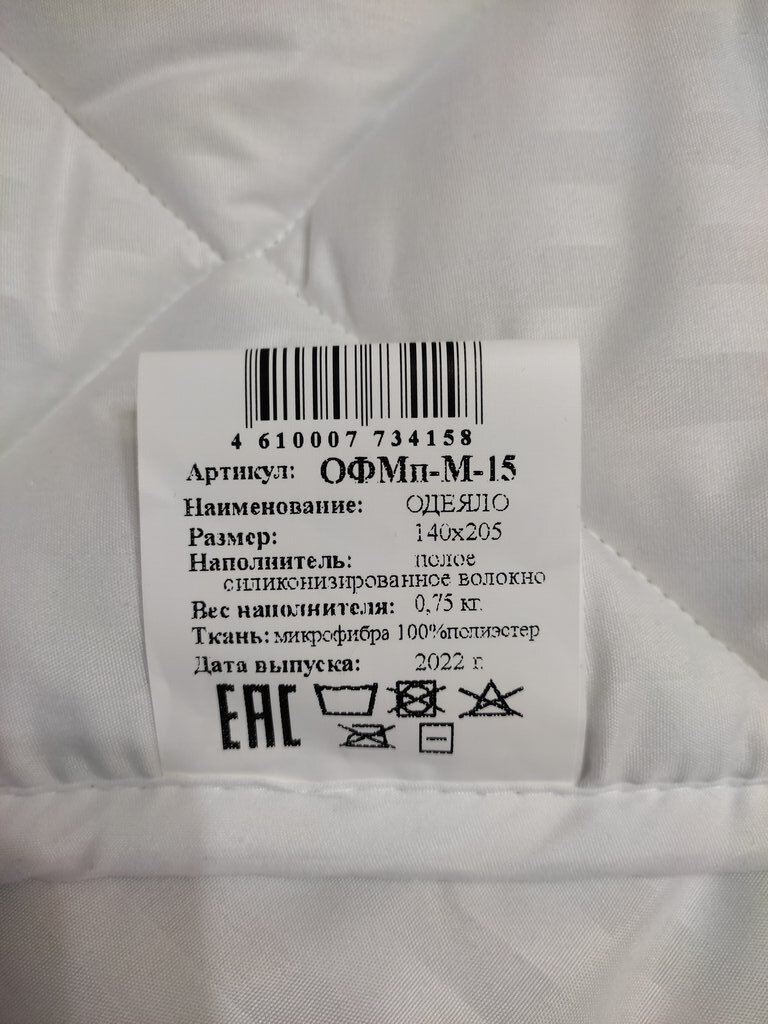 4 610007 734158
Артикул: ОФМп-М-15
Наименование: ОДЕЯЛО
Размер: 140х205
Наполнитель: полое
силиконизированное волокно
Вес наполнителя: 0,75 кг.
Ткань: микрофибра 100%полиэстер
Дата выпуска: 2022 г.
ЕАС